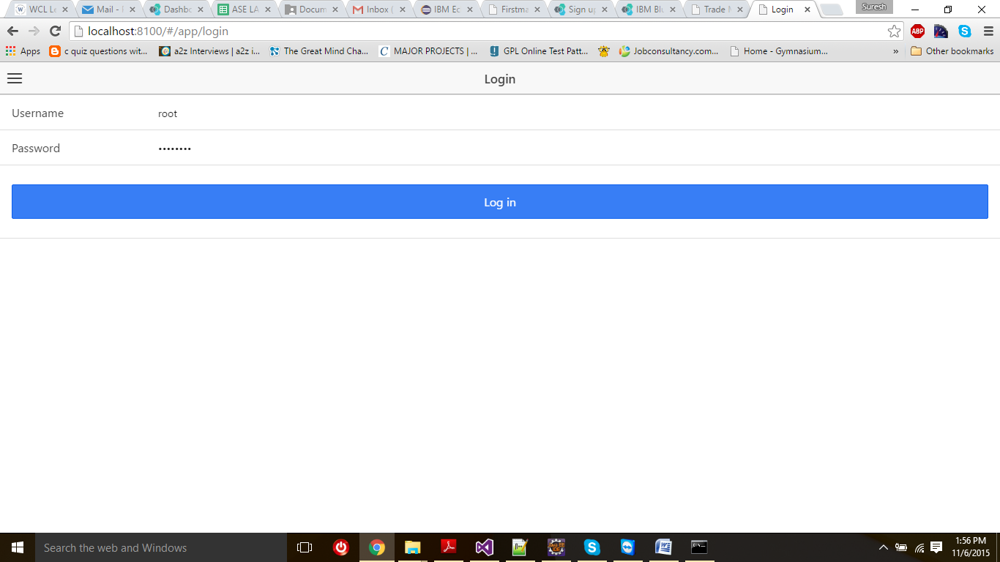 WCL Le
Mail -
Dashbo
ASE LA
Docum
Inbox (
IBM Ec
Firstma
Sign up
IBM Blu
Trade
Login
Suresh
localhost:8100/#/app/login
ABP
Apps
c quiz questions wit...
a2z Interviews | a2z i...
The Great Mind Cha...
MAJOR PROJECTS | ...
GPL Online Test Patt...
Jobconsultancy.com...
Home - Gymnasium...
»
Other bookmarks
Login
Username root
Password ••••••••
Log in
Search the web and Windows
1:56 PM
11/6/2015